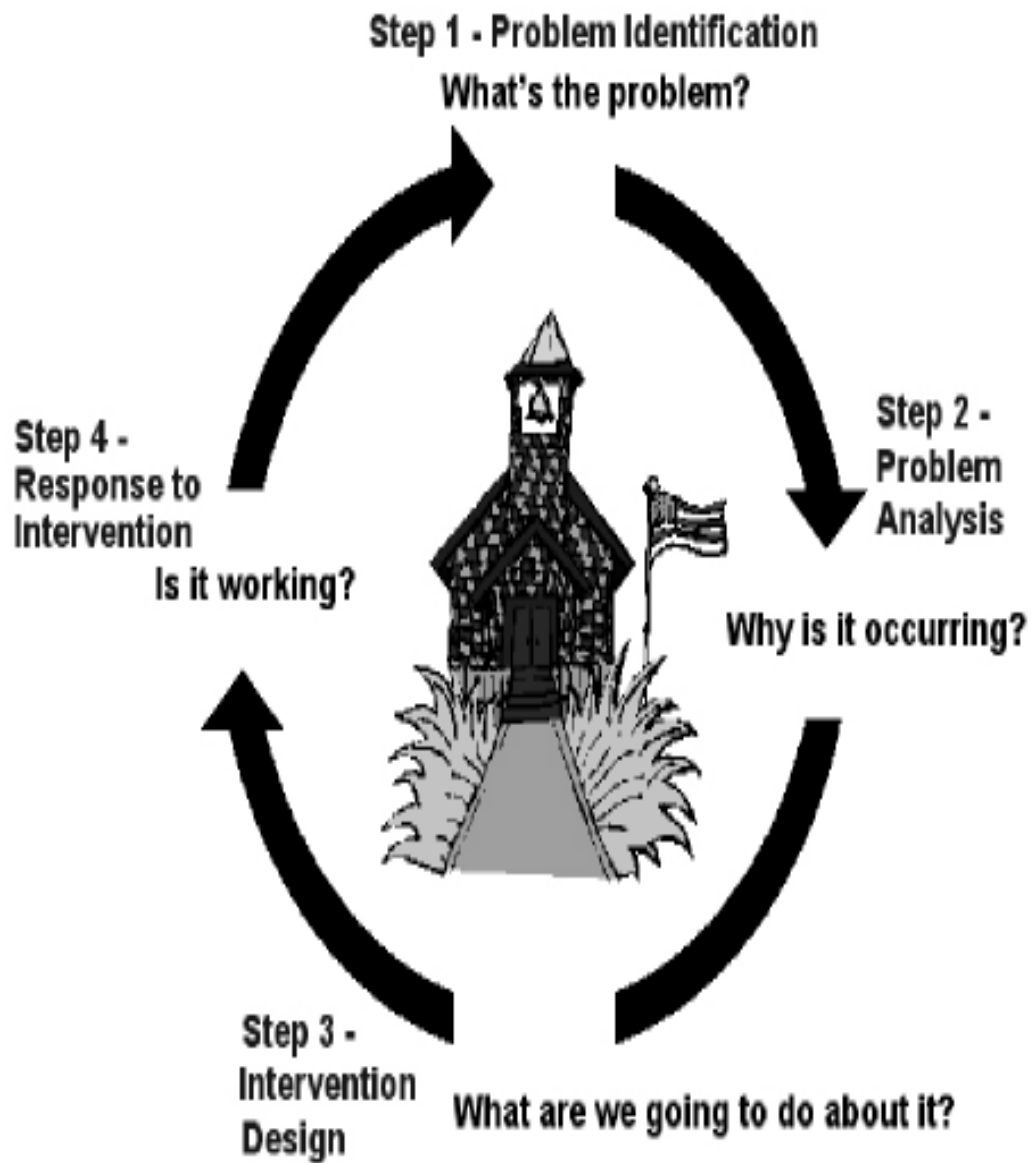 Step 1 - Problem Identification
What's the problem?
Step 2 -
Problem
Analysis
Why is it occurring?
Step 3 -
Intervention
Design
What are we going to do about it?
Step 4 -
Response to
Intervention
Is it working?